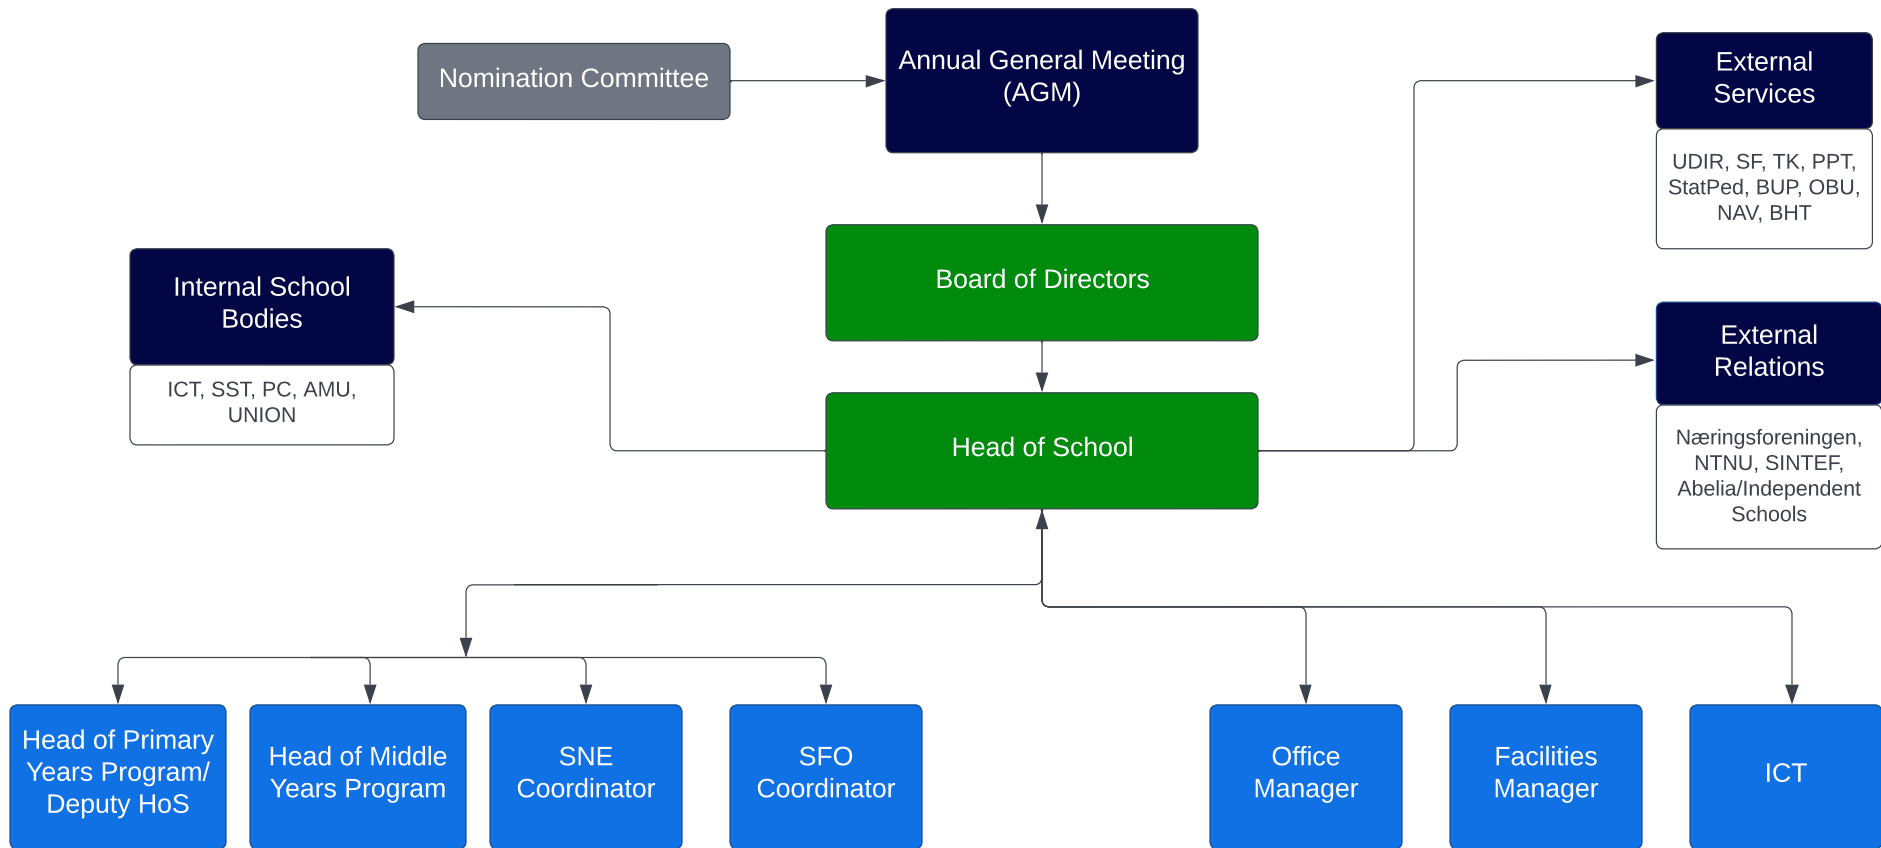 Nomination Committee
Annual General Meeting
(AGM)
External
Services
UDIR, SF, TK, PPT,
StatPed, BUP, OBU,
NAV, BHT
Board of Directors
Internal School
Bodies
ICT, SST, PC, AMU,
UNION
External
Relations
Næringsforeningen,
NTNU, SINTEF,
Abelia/Independent
Schools
Head of School
Head of Primary
Years Program/
Deputy HoS
Head of Middle
Years Program
SNE
Coordinator
SFO
Coordinator
Office
Manager
Facilities
Manager
ICT